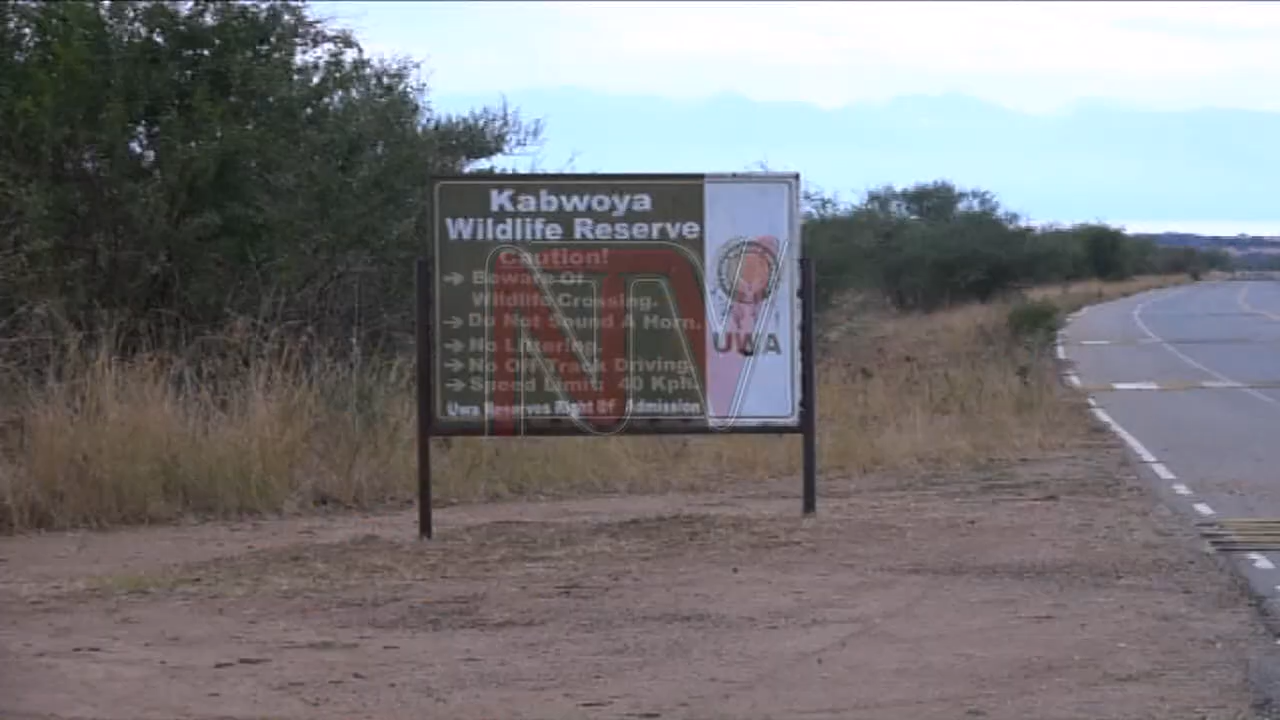 Kabwoya
Wildlife Reserve
Caution!
→ Beware Of
Wildlife Crossing.
→ Do Not Sound A Horn.
→ No Littering.
→ No Off Track Driving.
→ Speed Limit: 40 Kph.
Uwa Reserves Right Of Admission
UWA
NTV